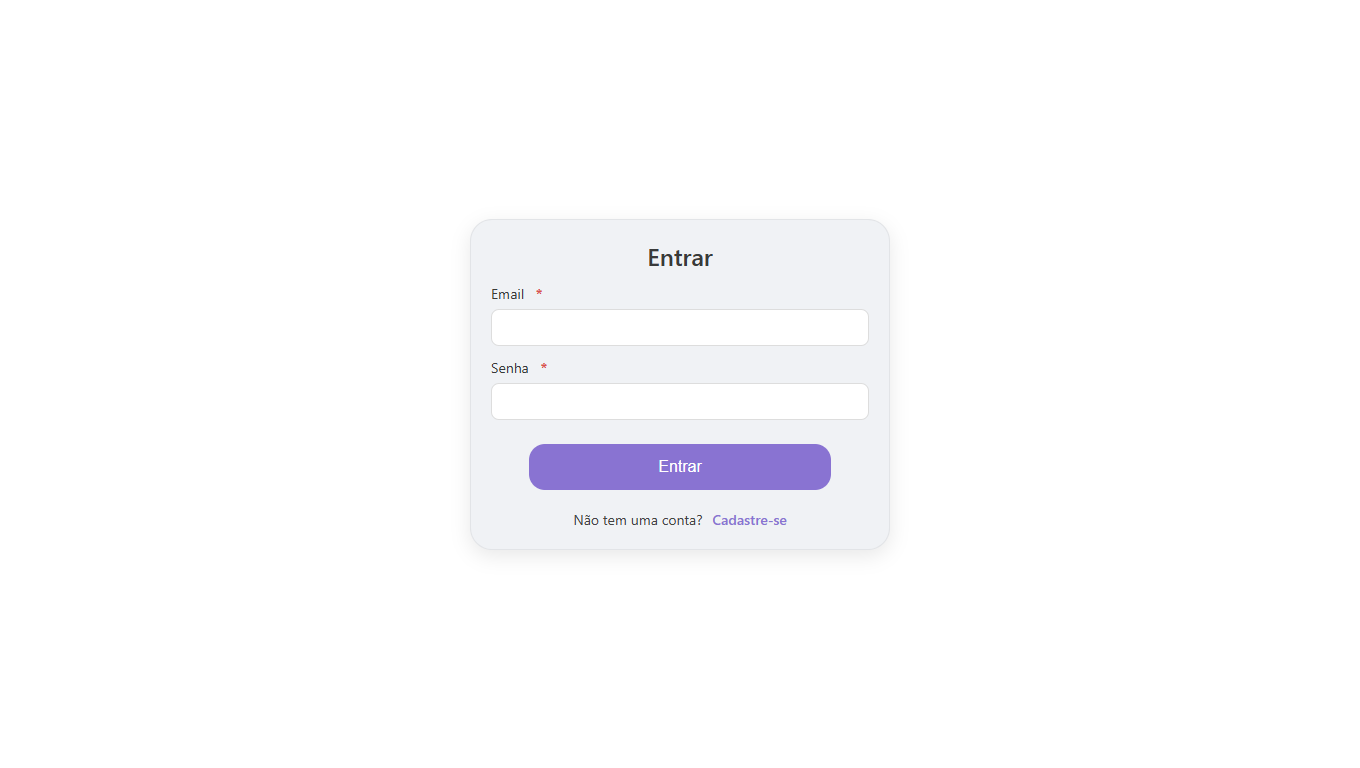 Entrar
Email *
Senha *
Entrar
Não tem uma conta? Cadastre-se